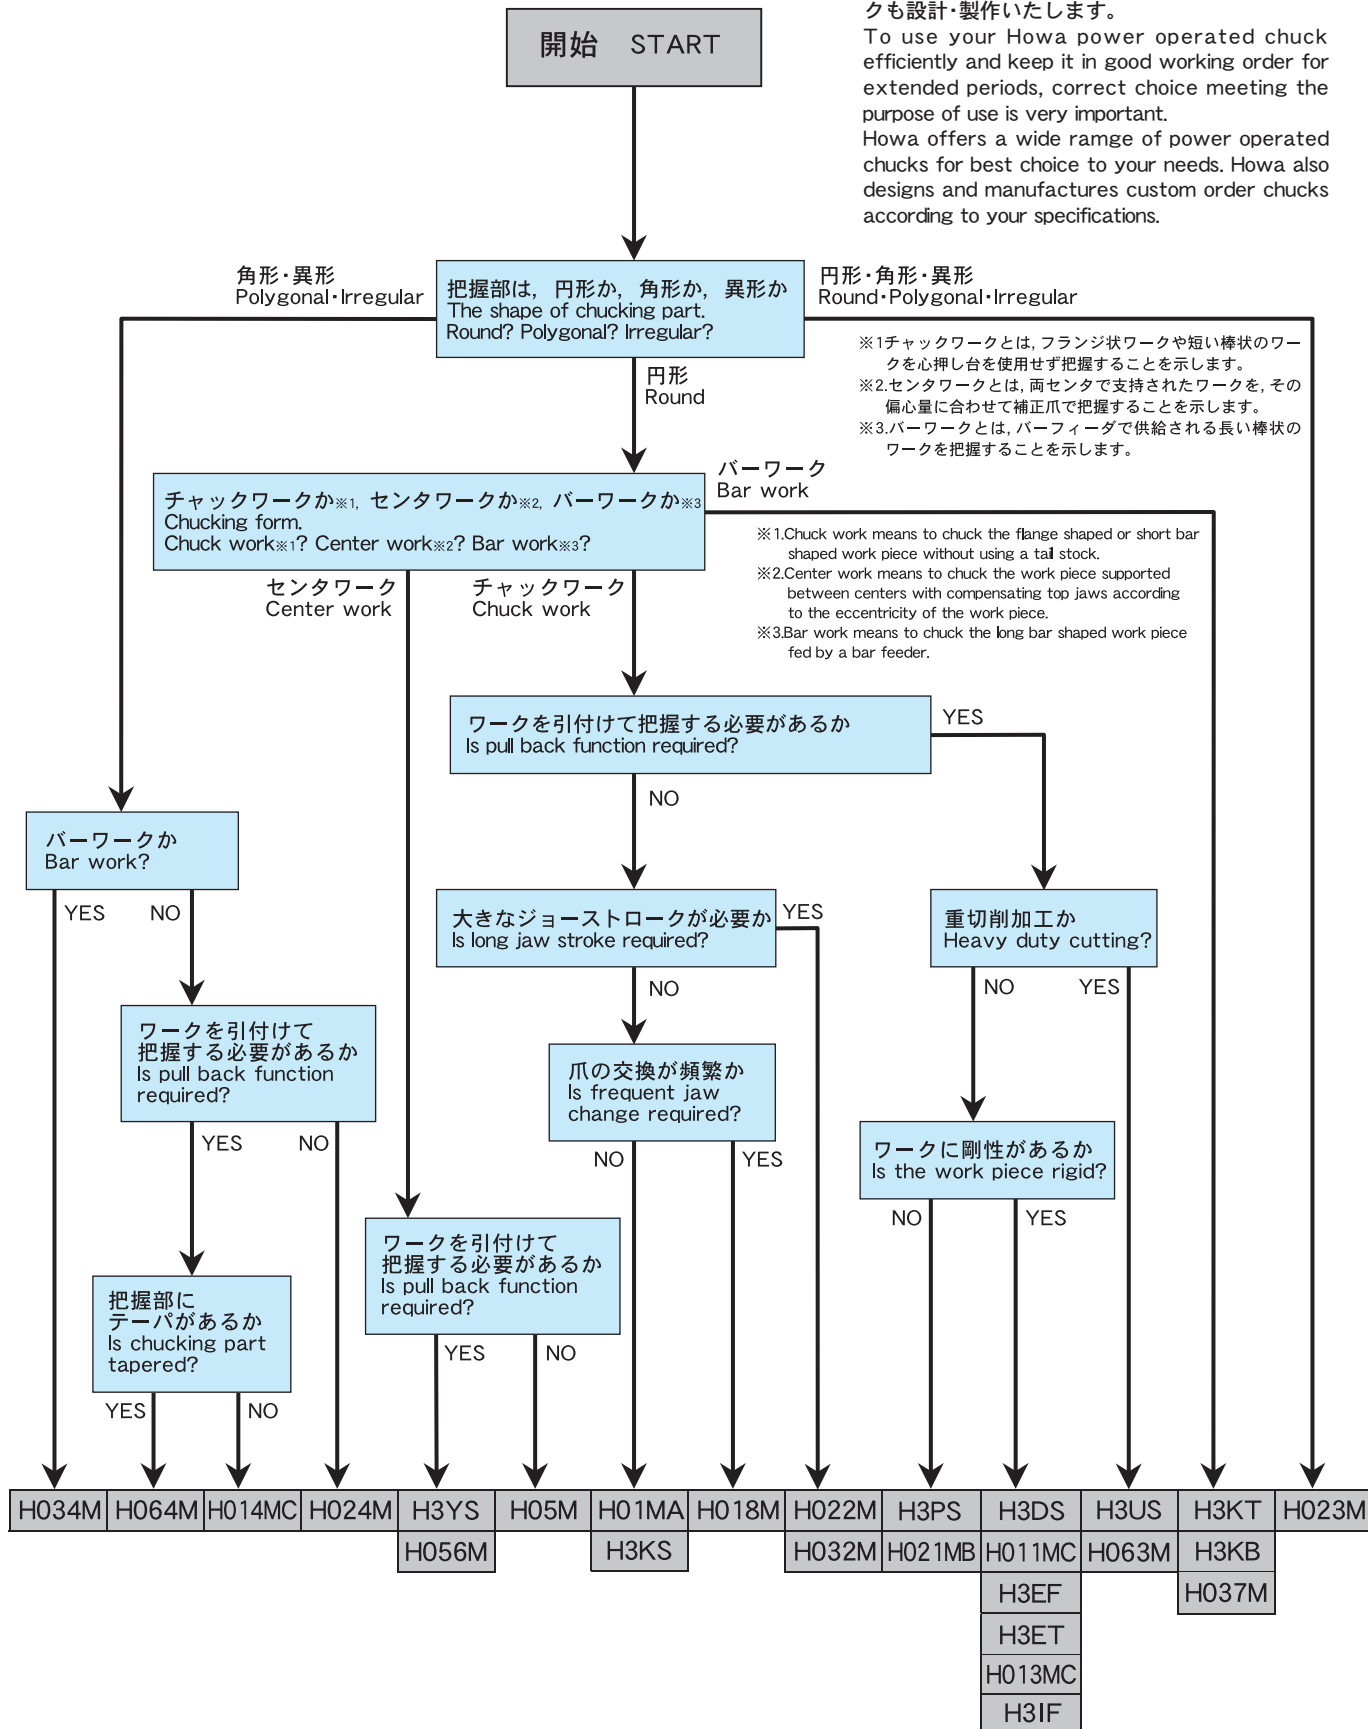 クも設計・製作いたします。
To use your Howa power operated chuck
efficiently and keep it in good working order for
extended periods, correct choice meeting the
purpose of use is very important.
Howa offers a wide ramge of power operated
chucks for best choice to your needs. Howa also
designs and manufactures custom order chucks
according to your specifications.
開始 START
角形・異形
Polygonal・Irregular
把握部は, 円形か, 角形か, 異形か
The shape of chucking part.
Round? Polygonal? Irregular?
円形・角形・異形
Round・Polygonal・Irregular
※1チャックワークとは, フランジ状ワークや短い棒状のワー
クを心押し台を使用せず把握することを示します。
※2.センタワークとは, 両センタで支持されたワークを, その
偏心量に合わせて補正爪で把握することを示します。
※3.バーワークとは, バーフィーダで供給される長い棒状の
ワークを把握することを示します。
円形
Round
バーワーク
Bar work
チャックワークか※1, センタワークか※2, バーワークか※3
Chucking form.
Chuck work※1? Center work※2? Bar work※3?
※1.Chuck work means to chuck the flange shaped or short bar
shaped work piece without using a tail stock.
※2.Center work means to chuck the work piece supported
between centers with compensating top jaws according
to the eccentricity of the work piece.
※3.Bar work means to chuck the long bar shaped work piece
fed by a bar feeder.
センタワーク
Center work
チャックワーク
Chuck work
ワークを引付けて把握する必要があるか
Is pull back function required?
YES
NO
バーワークか
Bar work?
YES
NO
大きなジョーストロークが必要か
Is long jaw stroke required?
YES
NO
重切削加工か
Heavy duty cutting?
NO
YES
ワークを引付けて
把握する必要があるか
Is pull back function
required?
YES
NO
爪の交換が頻繁か
Is frequent jaw
change required?
NO
YES
ワークに剛性があるか
Is the work piece rigid?
NO
YES
ワークを引付けて
把握する必要があるか
Is pull back function
required?
YES
NO
把握部に
テーパがあるか
Is chucking part
tapered?
YES
NO
H034M H064M H014MC H024M H3YS H05M H01MA H018M H022M H3PS H3DS H3US H3KT H023M
H056M H3KS H032M H021MB H011MC H063M H3KB
H3EF H037M
H3ET
H013MC
H3IF